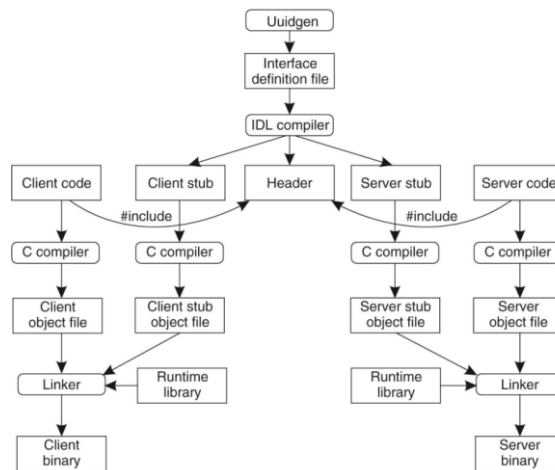 Uuidgen
Interface
definition file
IDL compiler
Client code
Client stub
Header
Server stub
Server code
#include
#include
C compiler
C compiler
C compiler
C compiler
Client
object file
Client stub
object file
Server stub
object file
Server
object file
Linker
Runtime
library
Runtime
library
Linker
Client
binary
Server
binary